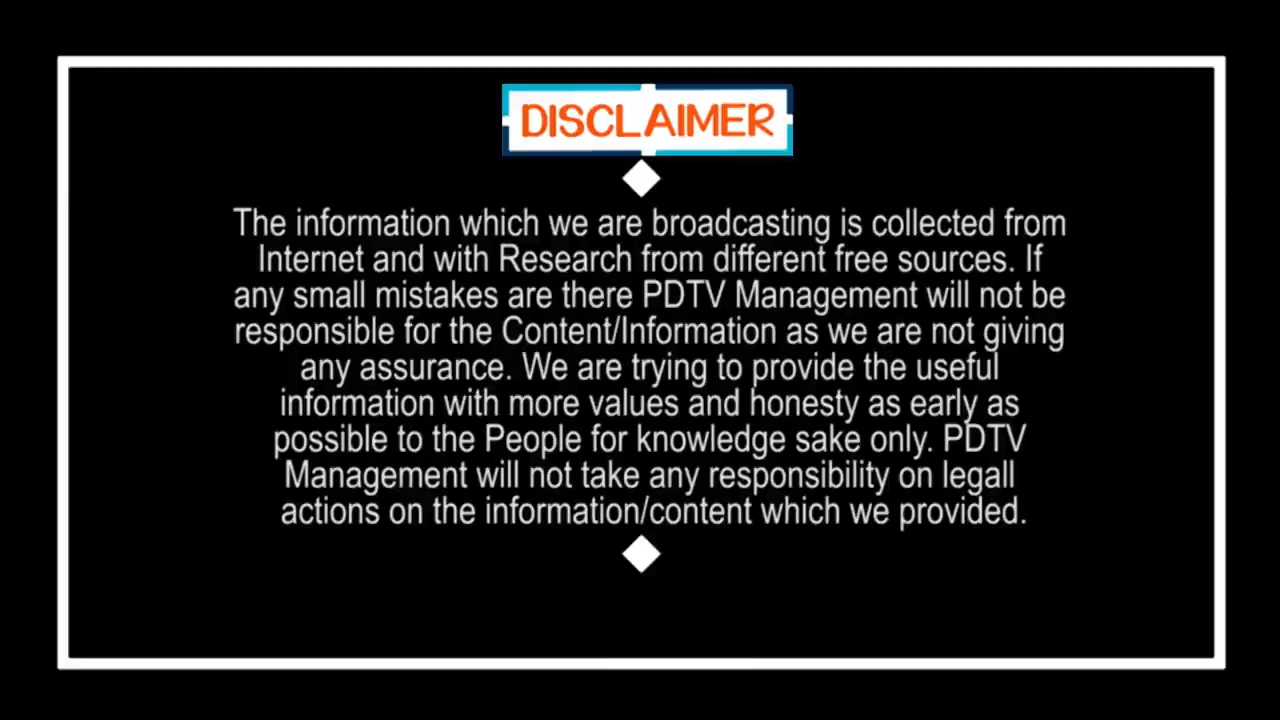 DISCLAIMER
The information which we are broadcasting is collected from
Internet and with Research from different free sources. If
any small mistakes are there PDTV Management will not be
responsible for the Content/Information as we are not giving
any assurance. We are trying to provide the useful
information with more values and honesty as early as
possible to the People for knowledge sake only. PDTV
Management will not take any responsibility on legall
actions on the information/content which we provided.